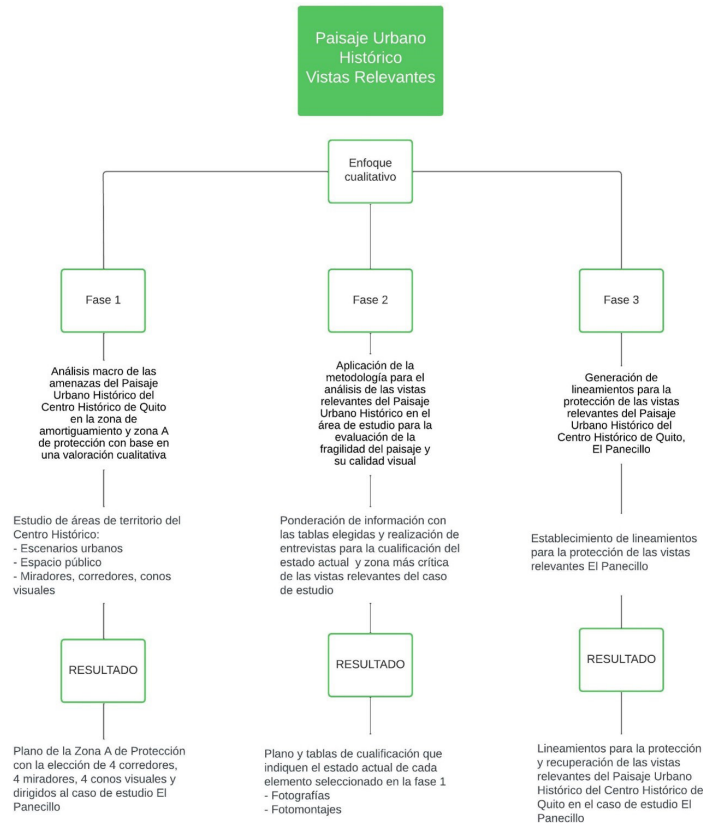 Paisaje Urbano
Histórico
Vistas Relevantes
Enfoque
cualitativo
Fase 1
Fase 2
Fase 3
Análisis macro de las
amenazas del Paisaje
Urbano Histórico del
Centro Histórico de Quito
en la zona de
amortiguamiento y zona A
de protección con base en
una valoración cualitativa
Aplicación de la
metodología para el
análisis de las vistas
relevantes del Paisaje
Urbano Histórico en el
área de estudio para la
evaluación de la
fragilidad del paisaje y
su calidad visual
Generación de
lineamientos para la
protección de las vistas
relevantes del Paisaje
Urbano Histórico del
Centro Histórico de Quito,
El Panecillo
Estudio de áreas de territorio del
Centro Histórico:
- Escenarios urbanos
- Espacio público
- Miradores, corredores, conos
visuales
Ponderación de información con
las tablas elegidas y realización de
entrevistas para la cualificación del
estado actual y zona más crítica
de las vistas relevantes del caso
de estudio
Establecimiento de lineamientos
para la protección de las vistas
relevantes El Panecillo
RESULTADO
RESULTADO
RESULTADO
Plano de la Zona A de Protección
con la elección de 4 corredores,
4 miradores, 4 conos visuales y
dirigidos al caso de estudio El
Panecillo
Plano y tablas de cualificación que
indiquen el estado actual de cada
elemento seleccionado en la fase 1
- Fotografías
- Fotomontajes
Lineamientos para la protección
y recuperación de las vistas
relevantes del Paisaje Urbano
Histórico del Centro Histórico de
Quito en el caso de estudio El
Panecillo